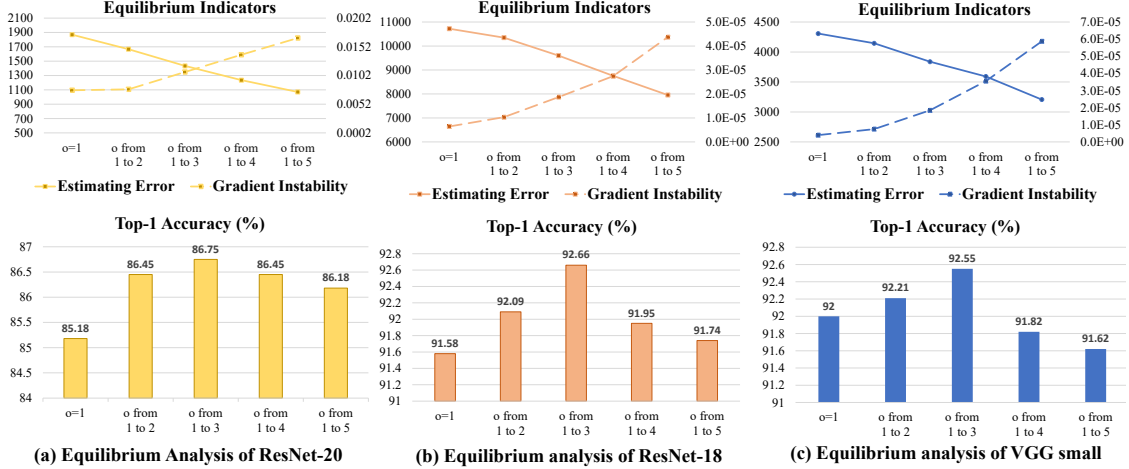 Equilibrium Indicators
2100
1900
1700
1500
1300
1100
900
700
500
0.0202
0.0152
0.0102
0.0052
0.0002
o=1
o from 1 to 2
o from 1 to 3
o from 1 to 4
o from 1 to 5
Estimating Error
Gradient Instability
Equilibrium Indicators
11000
10000
9000
8000
7000
6000
5.0E-05
4.0E-05
3.0E-05
2.0E-05
1.0E-05
0.0E+00
o=1
o from 1 to 2
o from 1 to 3
o from 1 to 4
o from 1 to 5
Estimating Error
Gradient Instability
Equilibrium Indicators
4500
4000
3500
3000
2500
7.0E-05
6.0E-05
5.0E-05
4.0E-05
3.0E-05
2.0E-05
1.0E-05
0.0E+00
o=1
o from 1 to 2
o from 1 to 3
o from 1 to 4
o from 1 to 5
Estimating Error
Gradient Instability
Top-1 Accuracy (%)
87
86.5
86
85.5
85
84.5
84
85.18
86.45
86.75
86.45
86.18
o=1
o from 1 to 2
o from 1 to 3
o from 1 to 4
o from 1 to 5
(a) Equilibrium Analysis of ResNet-20
Top-1 Accuracy (%)
92.8
92.6
92.4
92.2
92
91.8
91.6
91.4
91.2
91
91.58
92.09
92.66
91.95
91.74
o=1
o from 1 to 2
o from 1 to 3
o from 1 to 4
o from 1 to 5
(b) Equilibrium analysis of ResNet-18
Top-1 Accuracy (%)
92.8
92.6
92.4
92.2
92
91.8
91.6
91.4
91.2
91
92
92.21
92.55
91.82
91.62
o=1
o from 1 to 2
o from 1 to 3
o from 1 to 4
o from 1 to 5
(c) Equilibrium analysis of VGG small